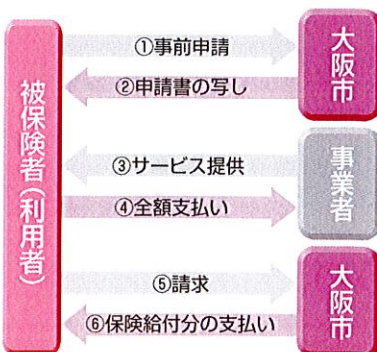 被保険者(利用者)
①事前申請
②申請書の写し
大阪市
③サービス提供
④全額支払い
事業者
⑤請求
⑥保険給付分の支払い
大阪市